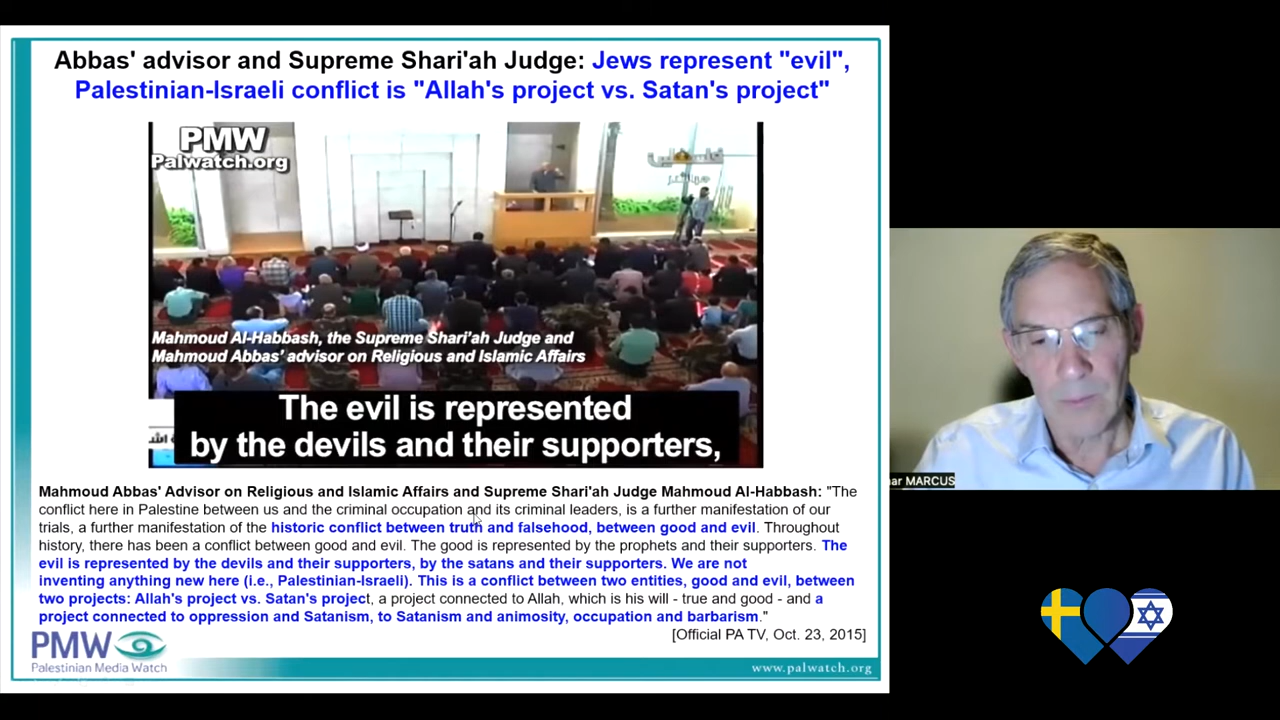 Abbas' advisor and Supreme Shari'ah Judge: Jews represent "evil",
Palestinian-Israeli conflict is "Allah's project vs. Satan's project"
PMW
Palwatch.org
Mahmoud Al-Habbash, the Supreme Shari'ah Judge and
Mahmoud Abbas' advisor on Religious and Islamic Affairs
The evil is represented
by the devils and their supporters,
Mahmoud Abbas' Advisor on Religious and Islamic Affairs and Supreme Shari'ah Judge Mahmoud Al-Habbash: "The
conflict here in Palestine between us and the criminal occupation and its criminal leaders, is a further manifestation of our
trials, a further manifestation of the historic conflict between truth and falsehood, between good and evil. Throughout
history, there has been a conflict between good and evil. The good is represented by the prophets and their supporters. The
evil is represented by the devils and their supporters, by the satans and their supporters. We are not
inventing anything new here (i.e., Palestinian-Israeli). This is a conflict between two entities, good and evil, between
two projects: Allah's project vs. Satan's project, a project connected to Allah, which is his will - true and good - and a
project connected to oppression and Satanism, to Satanism and animosity, occupation and barbarism."
[Official PA TV, Oct. 23, 2015]
PMW
Palestinian Media Watch
www.palwatch.org
MARCUS